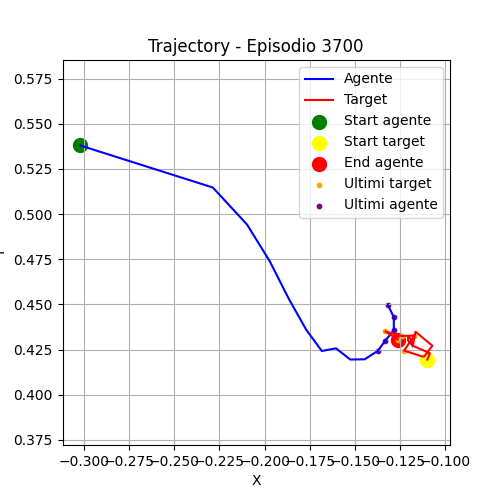 Trajectory - Episodio 3700
Agente
Target
Start agente
Start target
End agente
Ultimi target
Ultimi agente
0.575
0.550
0.525
0.500
0.475
0.450
0.425
0.400
0.375
−0.300 −0.275 −0.250 −0.225 −0.200 −0.175 −0.150 −0.125 −0.100
X